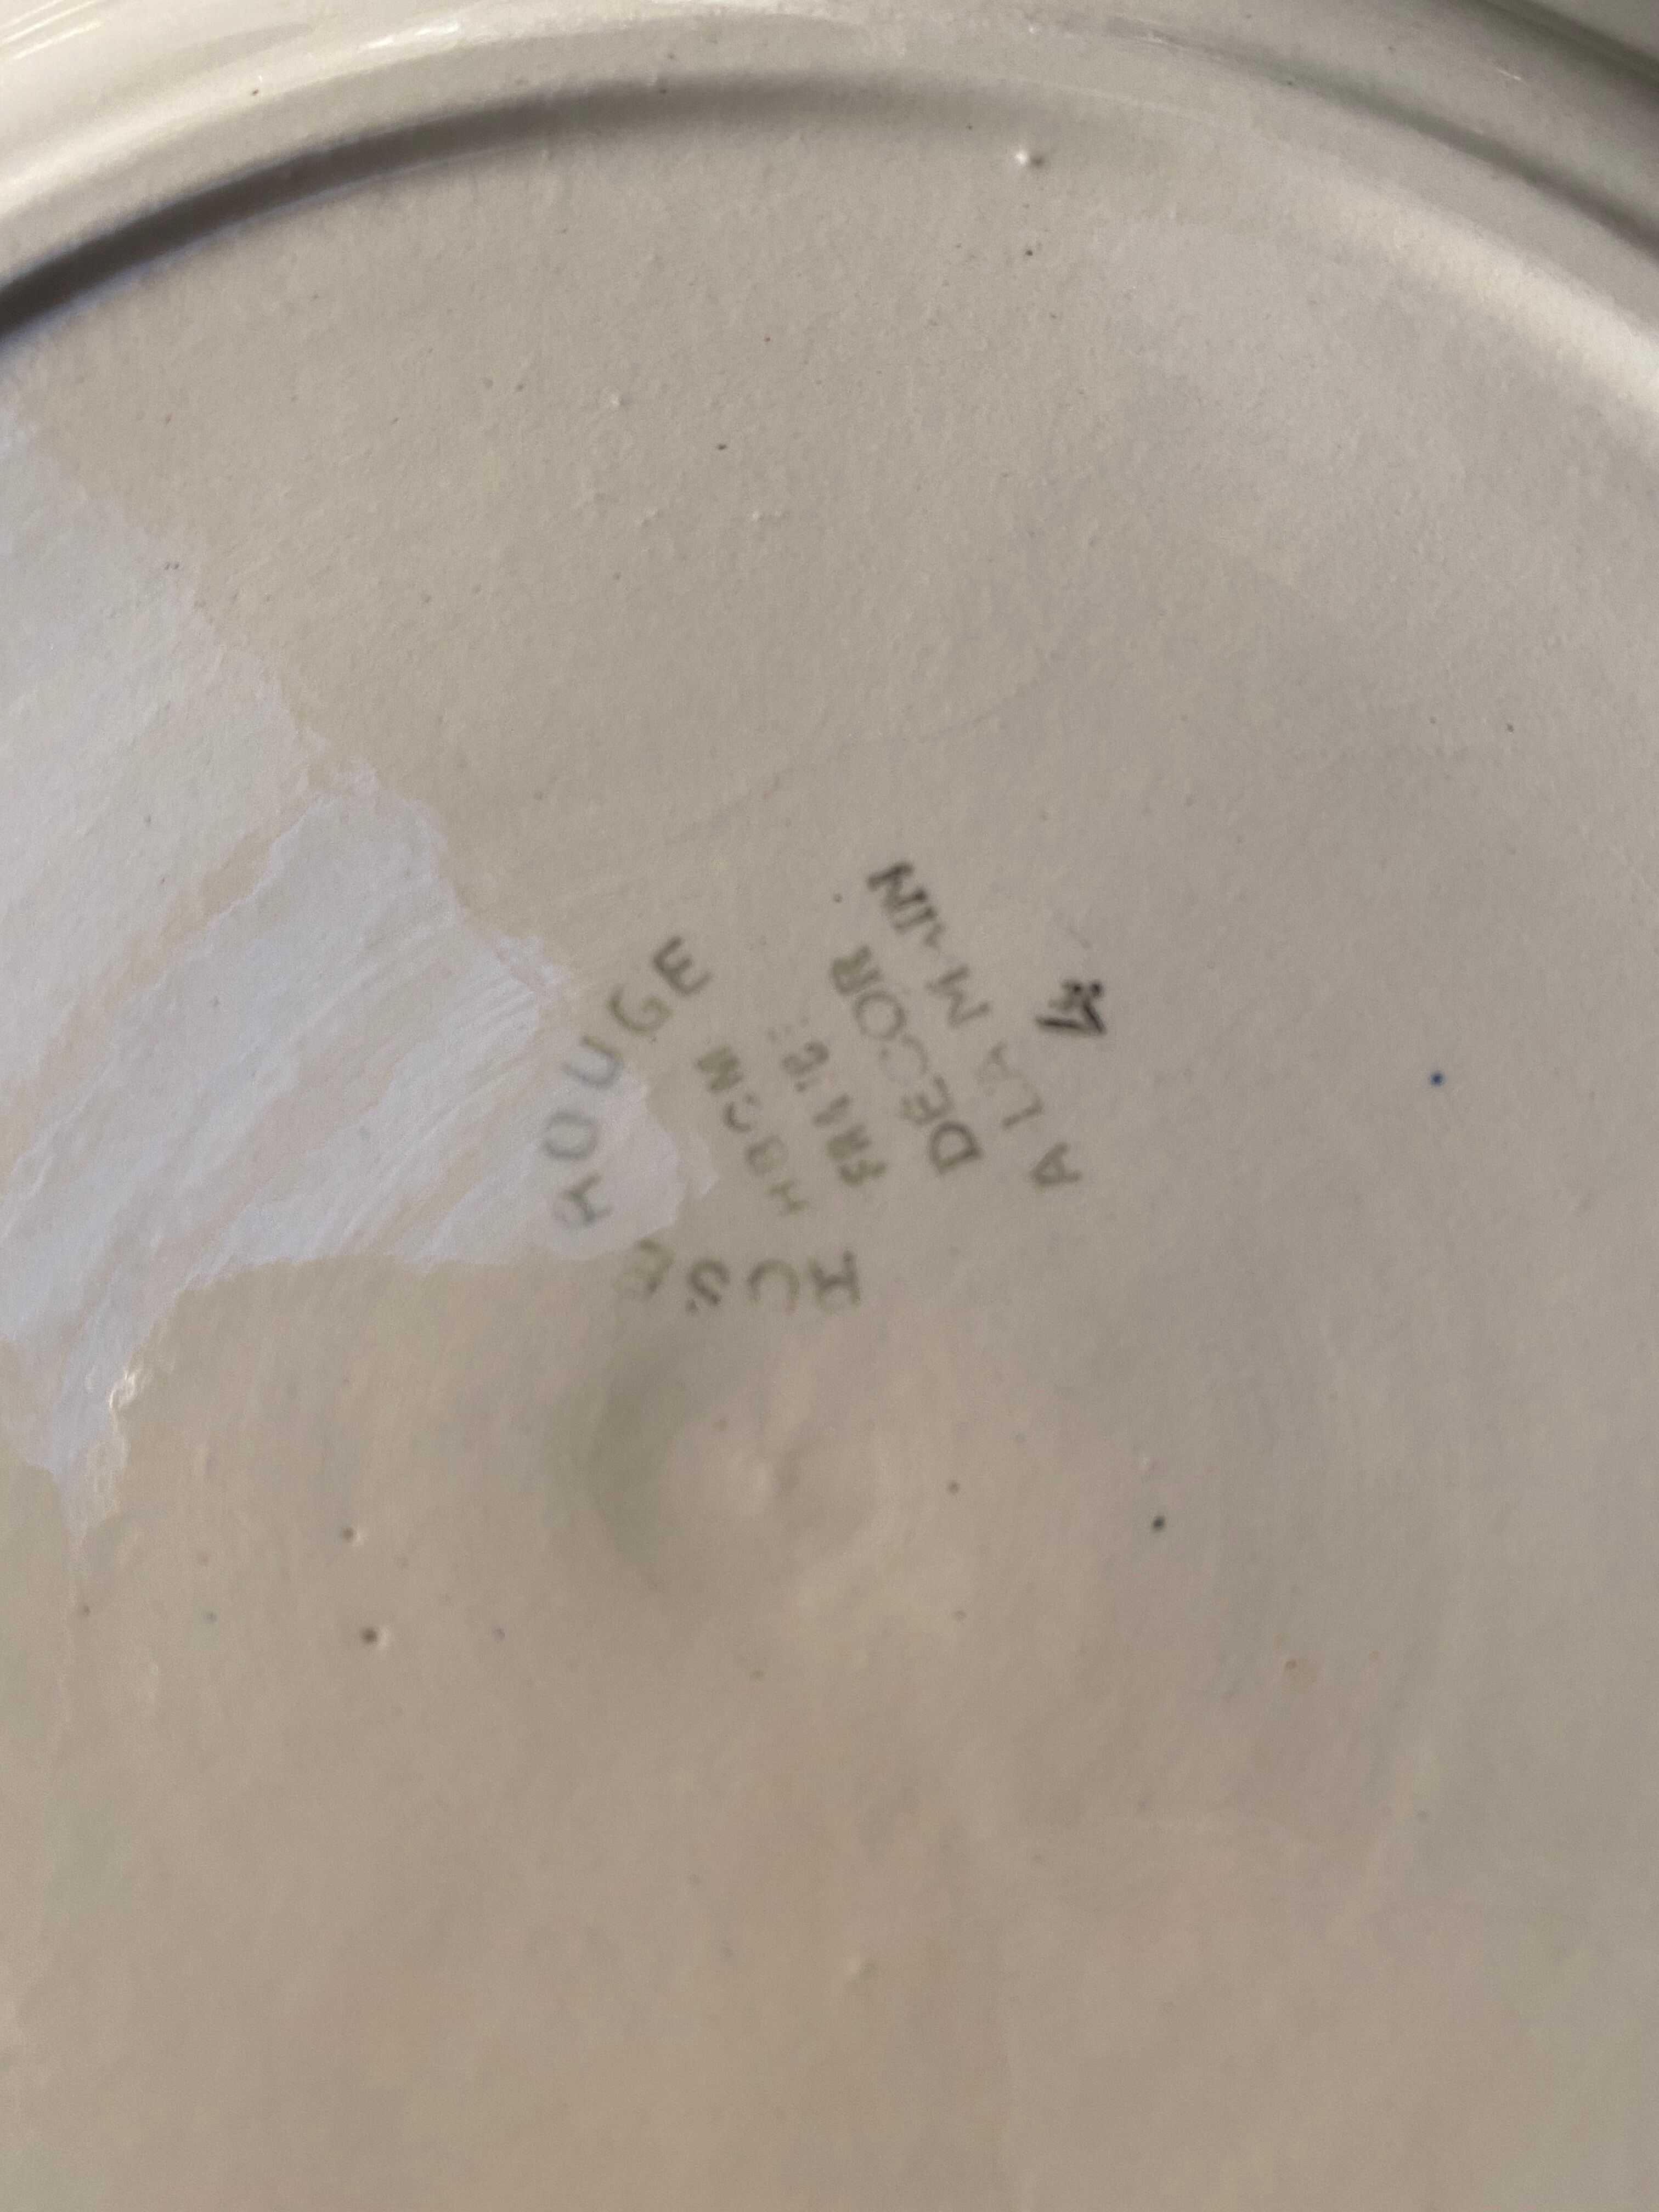 ROSE ROUGE
HBCM
FRANCE
DÉCOR
A LA MAIN